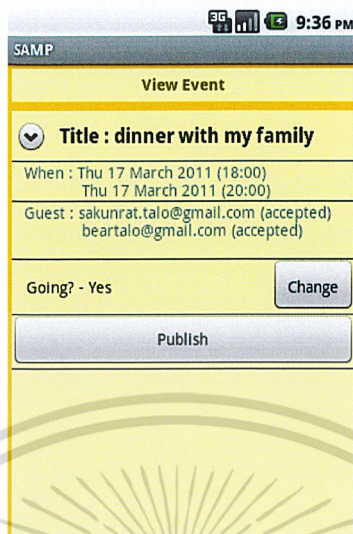 3G 9:36 PM
SAMP
View Event
Title : dinner with my family
When : Thu 17 March 2011 (18:00)
Thu 17 March 2011 (20:00)
Guest : sakunrat.talo@gmail.com (accepted)
beartalo@gmail.com (accepted)
Going? - Yes
Change
Publish